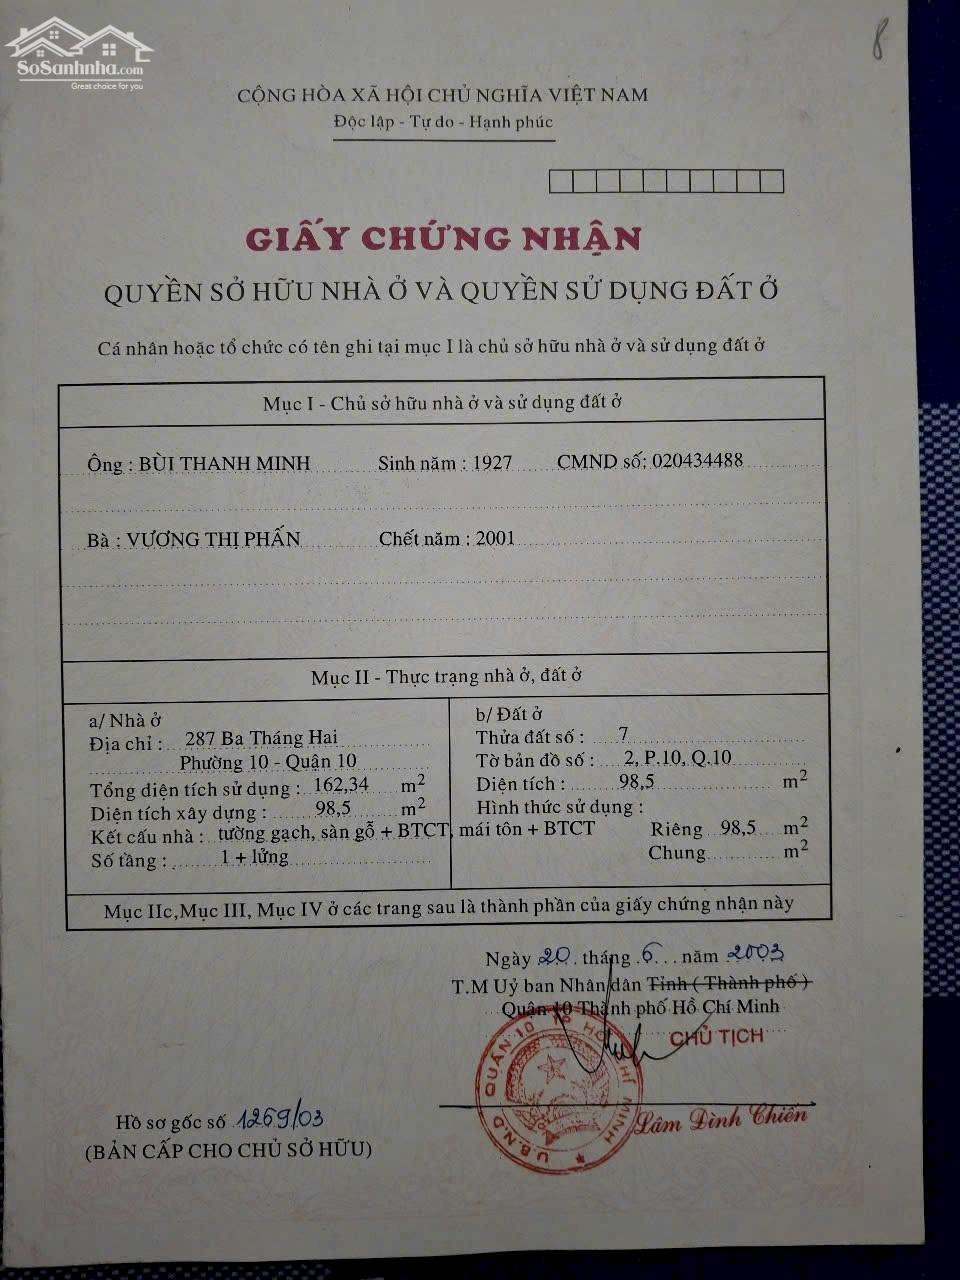 SoSanhnha.com
Great choice for you
8
CỘNG HÒA XÃ HỘI CHỦ NGHĨA VIỆT NAM
Độc lập - Tự do - Hạnh phúc
GIẤY CHỨNG NHẬN
QUYỀN SỞ HỮU NHÀ Ở VÀ QUYỀN SỬ DỤNG ĐẤT Ở
Cá nhân hoặc tổ chức có tên ghi tại mục I là chủ sở hữu nhà ở và sử dụng đất ở
Mục I - Chủ sở hữu nhà ở và sử dụng đất ở
Ông : BÙI THANH MINH Sinh năm : 1927 CMND số: 020434488
Bà : VƯƠNG THỊ PHẤN Chết năm : 2001
Mục II - Thực trạng nhà ở, đất ở
a/ Nhà ở
Địa chỉ : 287 Ba Tháng Hai
Phường 10 - Quận 10
Tổng diện tích sử dụng : 162,34 m2
Diện tích xây dựng : 98,5 m2
Kết cấu nhà : tường gạch, sàn gỗ + BTCT, mái tôn + BTCT
Số tầng : 1 + lửng
b/ Đất ở
Thửa đất số : 7
Tờ bản đồ số : 2, P.10, Q.10
Diện tích : 98,5 m2
Hình thức sử dụng :
Riêng 98,5 m2
Chung m2
Mục IIc,Mục III, Mục IV ở các trang sau là thành phần của giấy chứng nhận này
Ngày 20 tháng 6 năm 2003
T.M Uỷ ban Nhân dân Tỉnh ( Thành phố )
Quận 10 Thành phố Hồ Chí Minh
CHỦ TỊCH
U.B.N.D QUẬN 10 TP HỒ CHÍ MINH
Lâm Đình Chiến
Hồ sơ gốc số 1269/03
(BẢN CẤP CHO CHỦ SỞ HỮU)